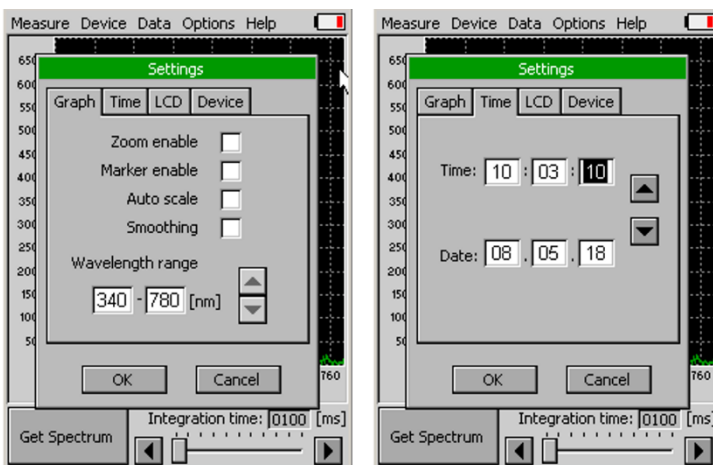 Measure Device Data Options Help
Settings
Graph Time LCD Device
Zoom enable
Marker enable
Auto scale
Smoothing
Wavelength range
340 - 780 [nm]
OK Cancel
650
600
550
500
450
400
350
300
250
200
150
100
50
760
Get Spectrum
Integration time: 0100 [ms]
Measure Device Data Options Help
Settings
Graph Time LCD Device
Time: 10 : 03 : 10
Date: 08 . 05 . 18
OK Cancel
650
600
550
500
450
400
350
300
250
200
150
100
50
760
Get Spectrum
Integration time: 0100 [ms]